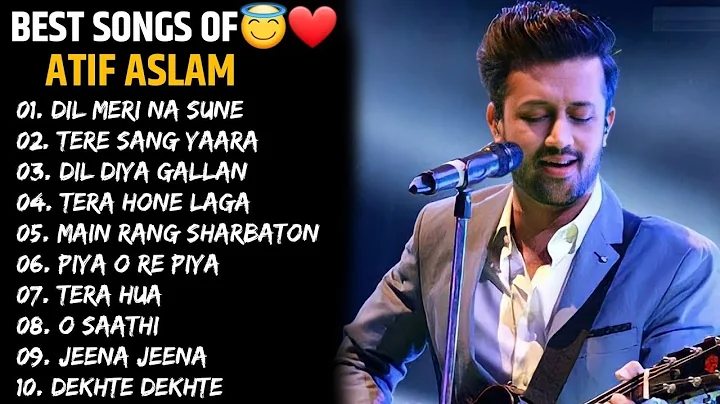 BEST SONGS OF😇❤️
ATIF ASLAM
01. DIL MERI NA SUNE
02. TERE SANG YAARA
03. DIL DIYA GALLAN
04. TERA HONE LAGA
05. MAIN RANG SHARBATON
06. PIYA O RE PIYA
07. TERA HUA
08. O SAATHI
09. JEENA JEENA
10. DEKHTE DEKHTE